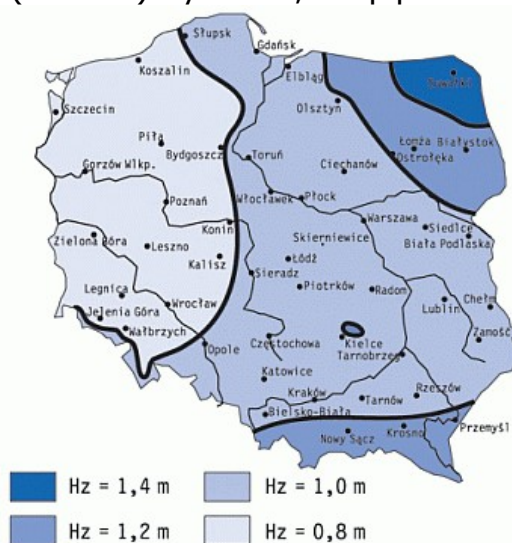 Słupsk
Gdańsk
Koszalin
Elbląg
Suwałki
Olsztyn
Szczecin
Piła
Bydgoszcz
Toruń
Ciechanów
Łomża Białystok
Ostrołęka
Gorzów Wlkp.
Poznań
Włocławek
Płock
Konin
Warszawa
Siedlce
Biała Podlaska
Skierniewice
Zielona Góra
Leszno
Kalisz
Łódź
Sieradz
Piotrków
Radom
Legnica
Wrocław
Lublin
Chełm
Jelenia Góra
Wałbrzych
Opole
Częstochowa
Kielce
Tarnobrzeg
Zamość
Katowice
Kraków
Tarnów
Rzeszów
Bielsko-Biała
Nowy Sącz
Krosno
Przemyśl
Hz = 1,4 m
Hz = 1,0 m
Hz = 1,2 m
Hz = 0,8 m